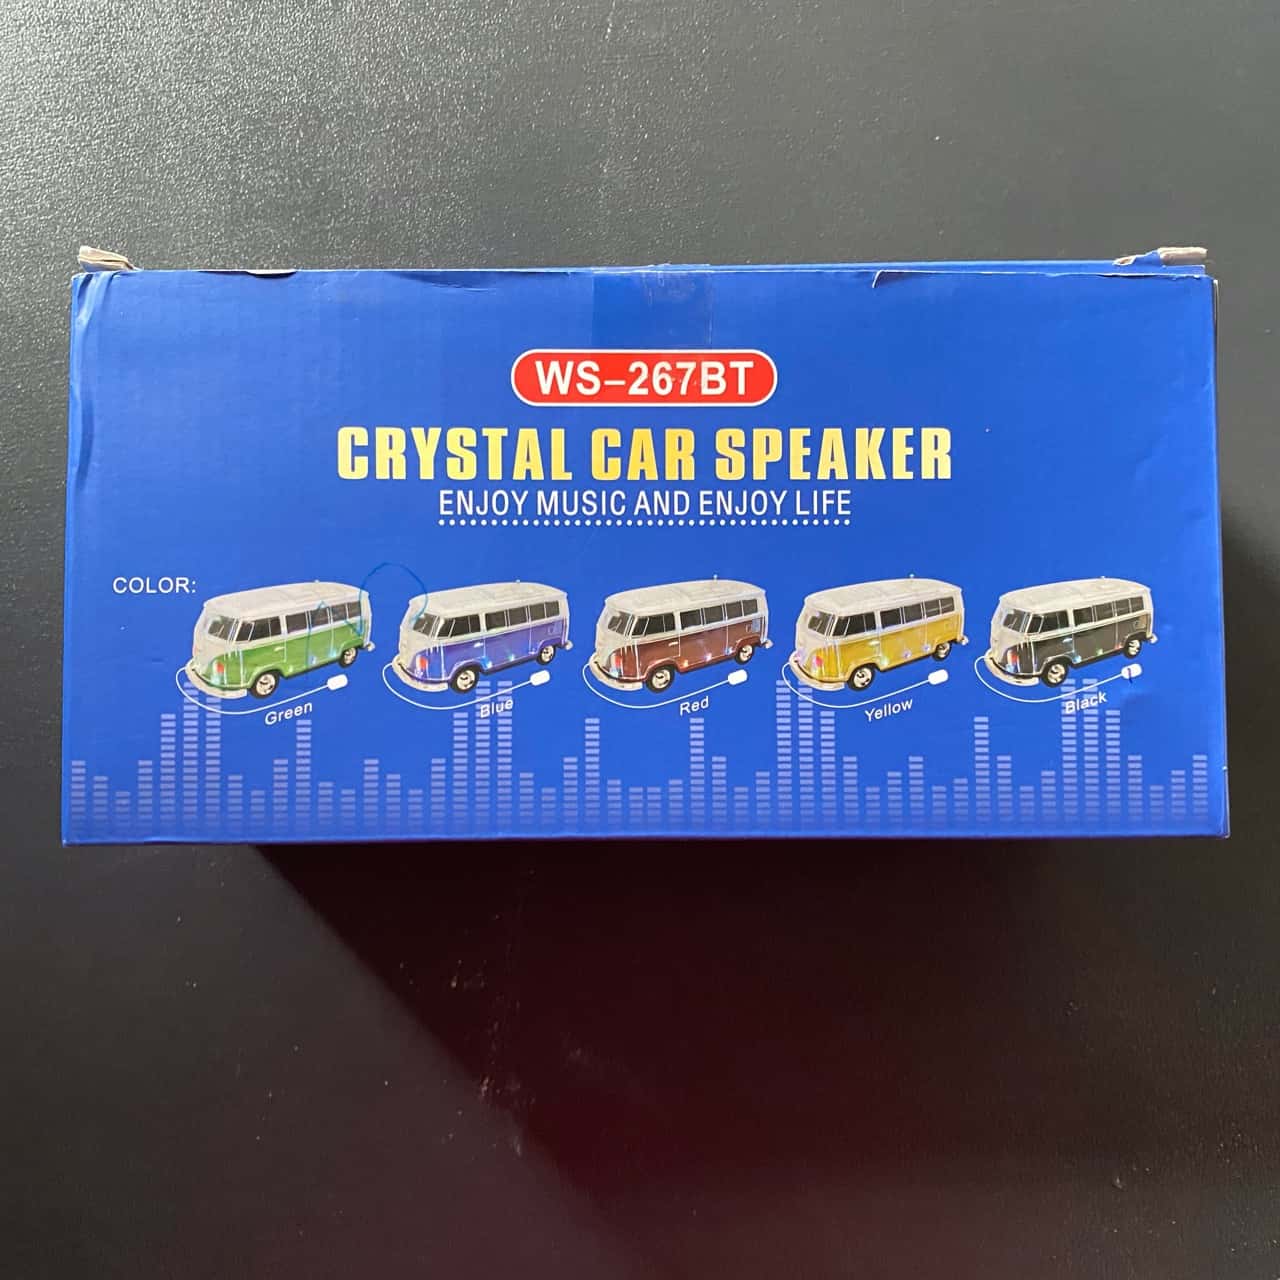 WS-267BT
CRYSTAL CAR SPEAKER
ENJOY MUSIC AND ENJOY LIFE
COLOR:
Green
Blue
Red
Yellow
Black